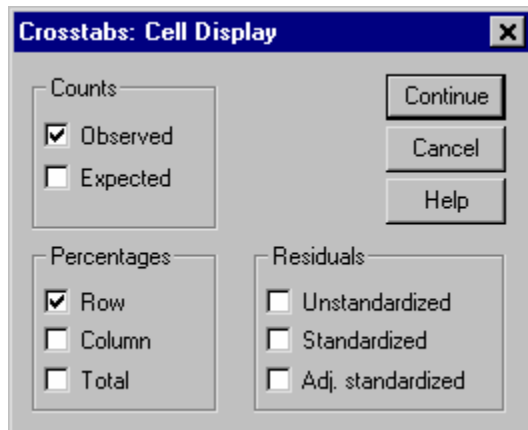 Crosstabs: Cell Display
Counts
Observed
Expected
Continue
Cancel
Help
Percentages
Row
Column
Total
Residuals
Unstandardized
Standardized
Adj. standardized